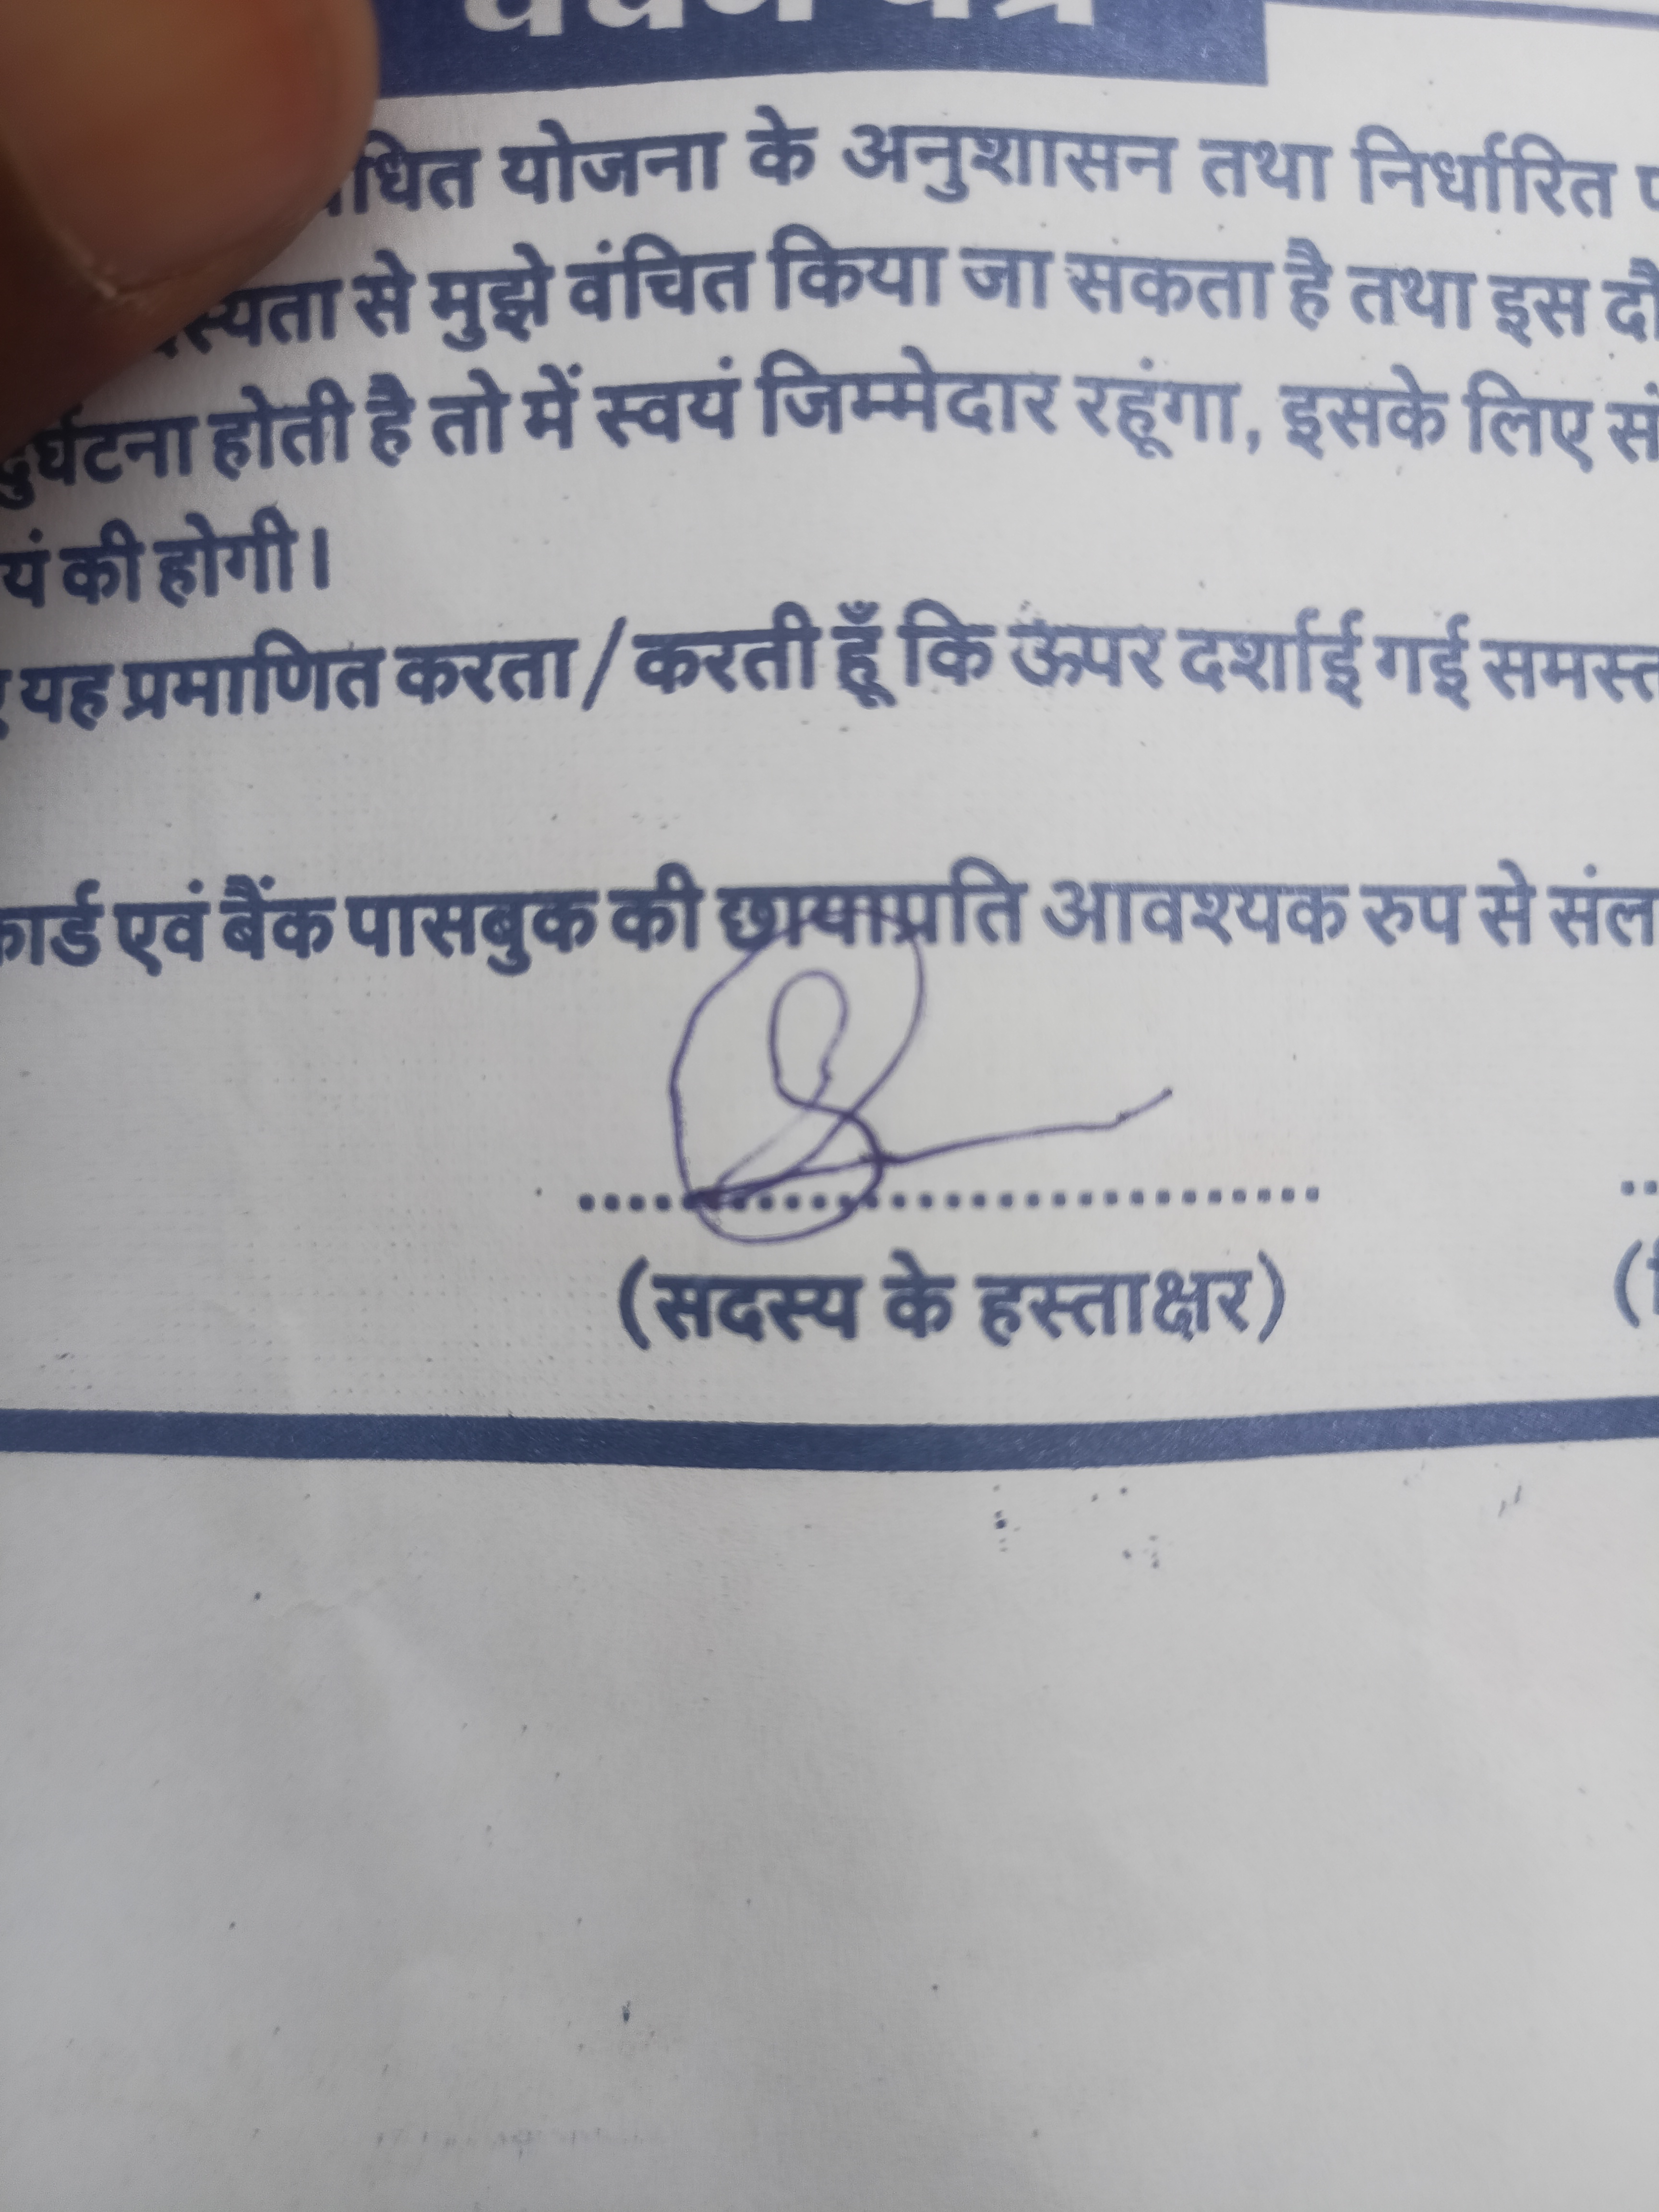 योजना के अनुशासन तथा निर्धारित
से मुझे वंचित किया जा सकता है तथा इस
दुर्घटना होती है तो में स्वयं जिम्मेदार रहूंगा, इसके लिए
की होगी।
यह प्रमाणित करता / करती हूँ कि ऊपर दर्शाई गई समस्त
कार्ड एवं बैंक पासबुक की छायाप्रति आवश्यक रुप से
(सदस्य के हस्ताक्षर)